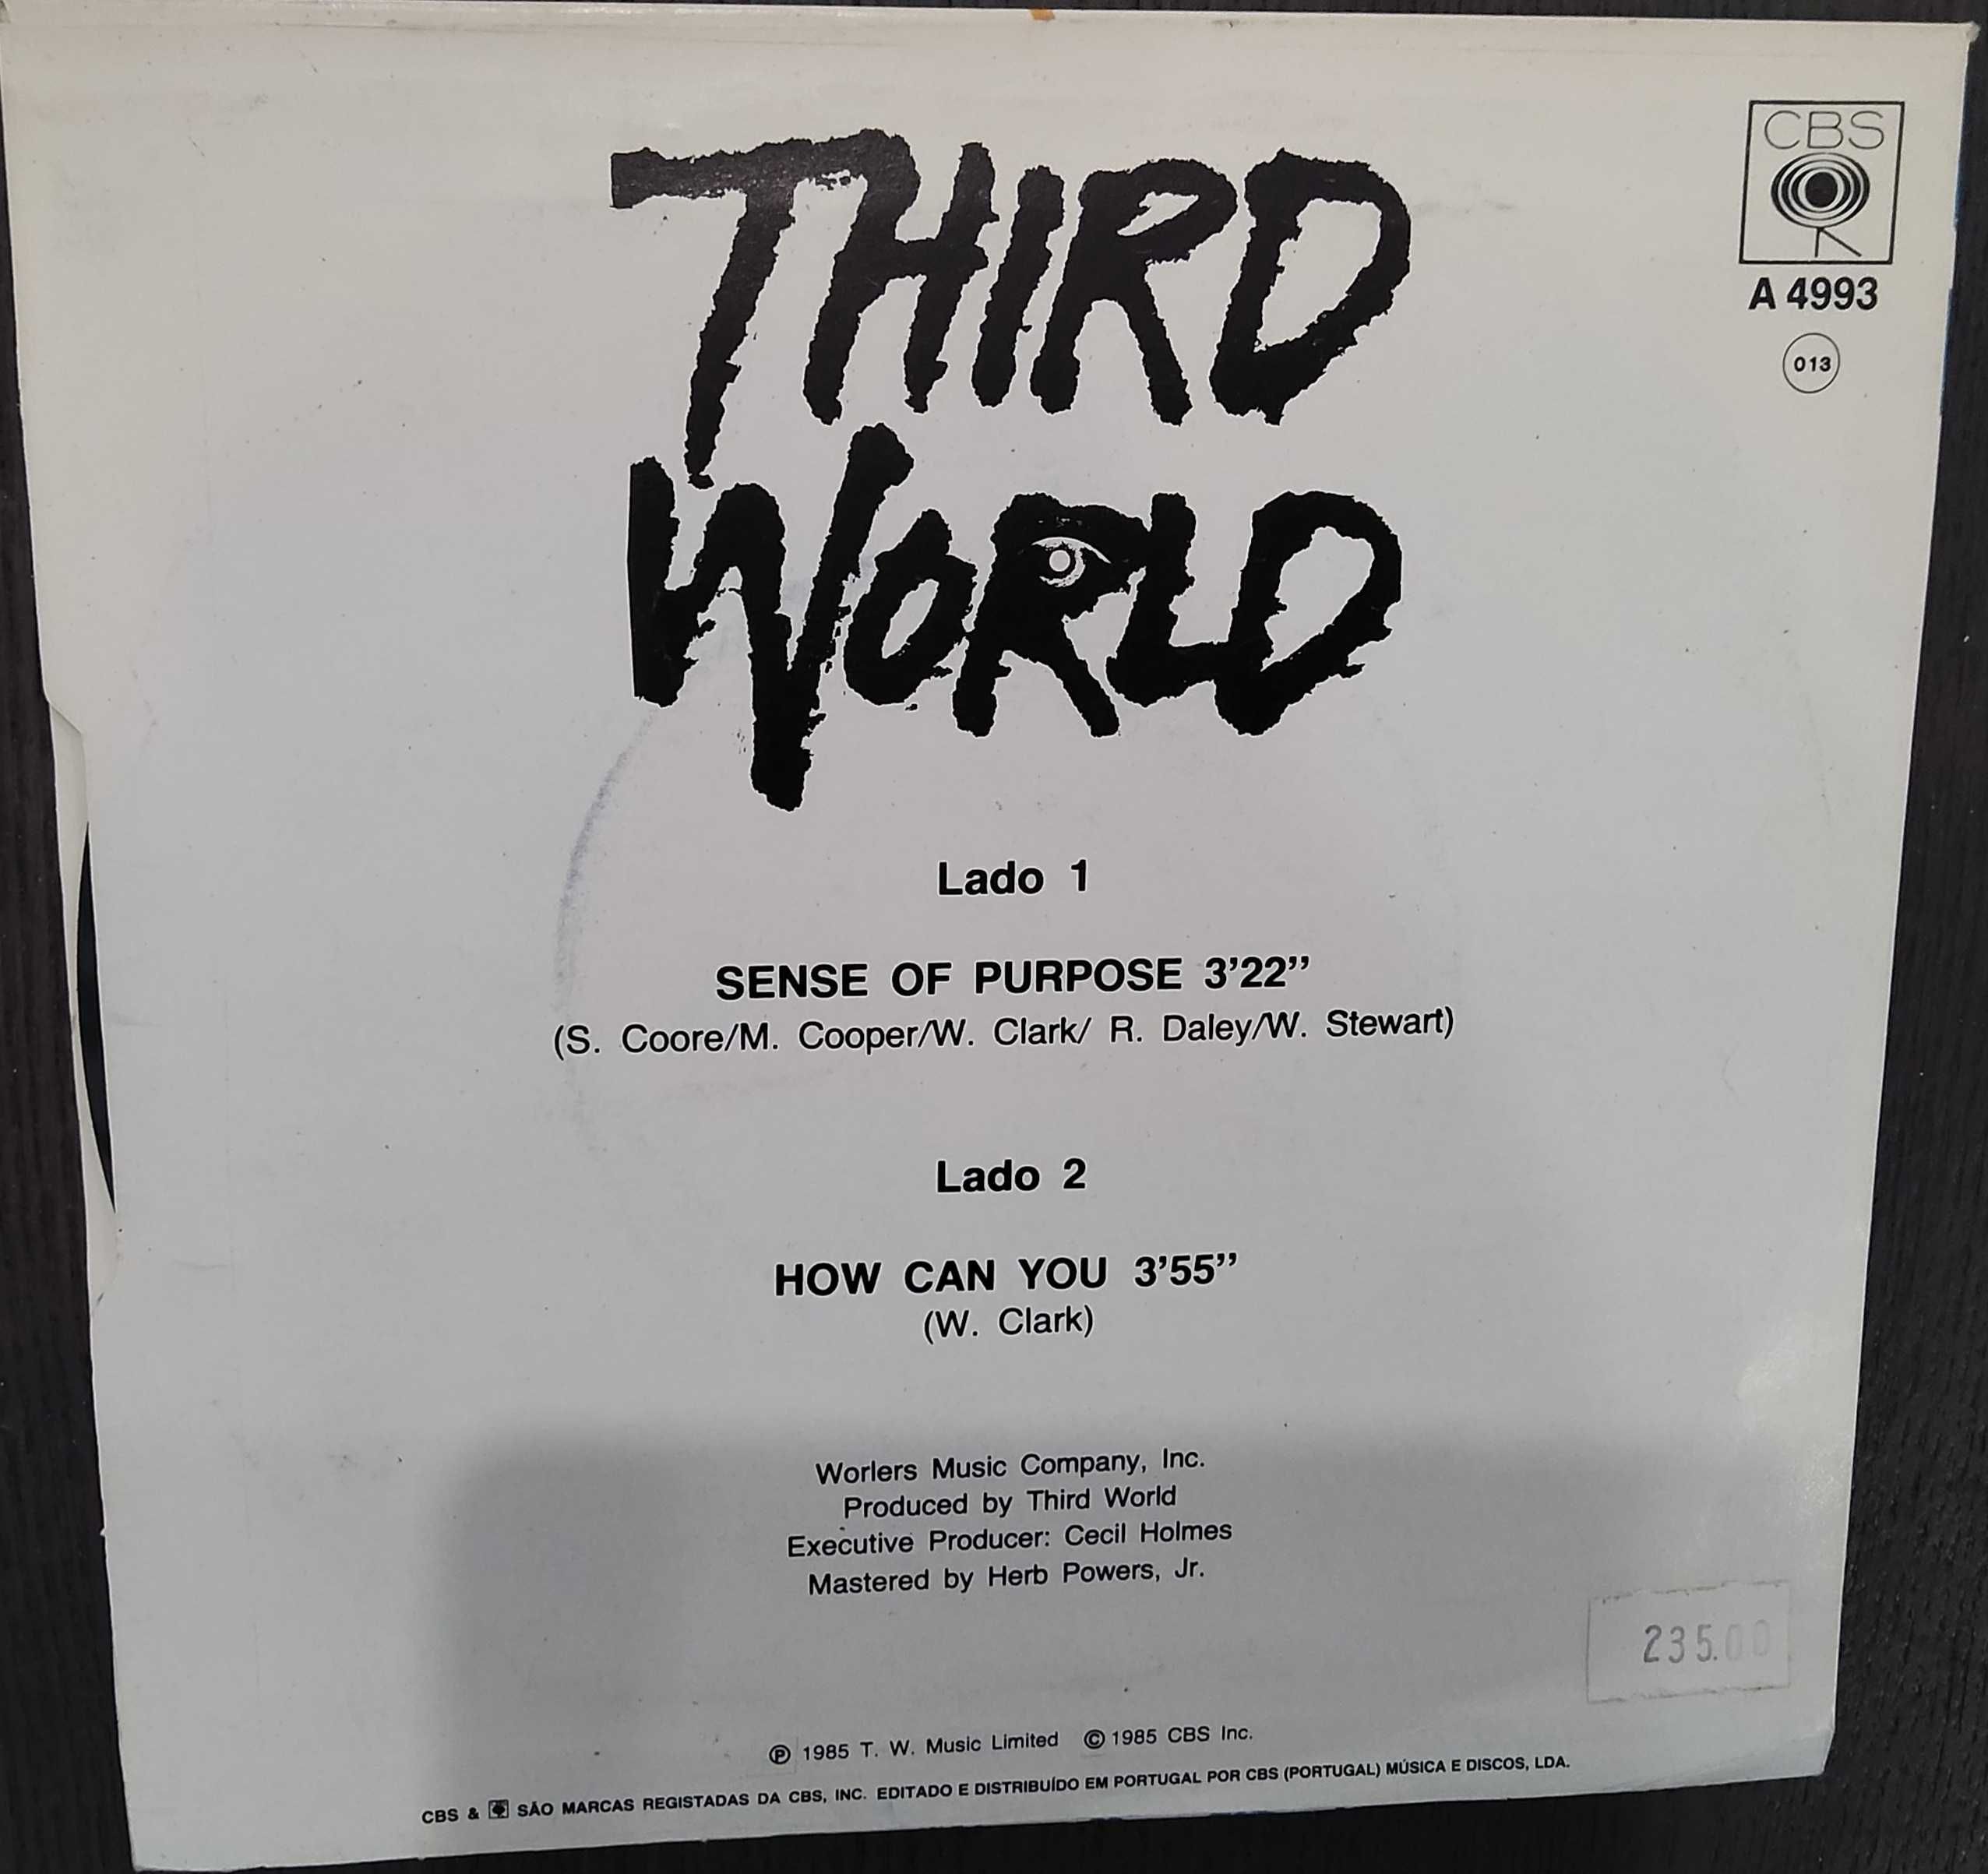 THIRD
WORLD
CBS
A 4993
013
Lado 1
SENSE OF PURPOSE 3’22”
(S. Coore/M. Cooper/W. Clark/ R. Daley/W. Stewart)
Lado 2
HOW CAN YOU 3’55”
(W. Clark)
Worlers Music Company, Inc.
Produced by Third World
Executive Producer: Cecil Holmes
Mastered by Herb Powers, Jr.
235.00
Ⓟ 1985 T. W. Music Limited © 1985 CBS Inc.
CBS & SÃO MARCAS REGISTADAS DA CBS, INC. EDITADO E DISTRIBUÍDO EM PORTUGAL POR CBS (PORTUGAL) MÚSICA E DISCOS, LDA.